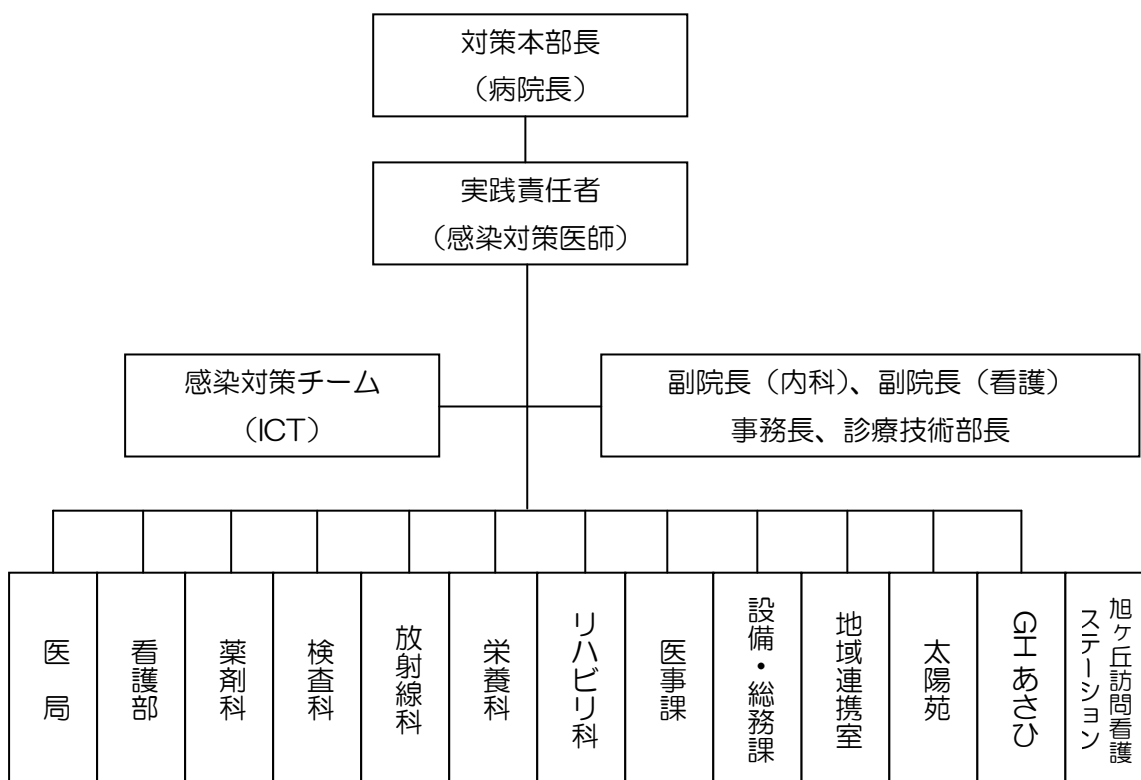 対策本部長
（病院長）
実践責任者
（感染対策医師）
感染対策チーム
（ICT）
副院長（内科）、副院長（看護）
事務長、診療技術部長
医　局
看護部
薬剤科
検査科
放射線科
栄養科
リハビリ科
医事課
設備・総務課
地域連携室
太陽苑
GH あさひ
旭ヶ丘訪問看護
ステーション